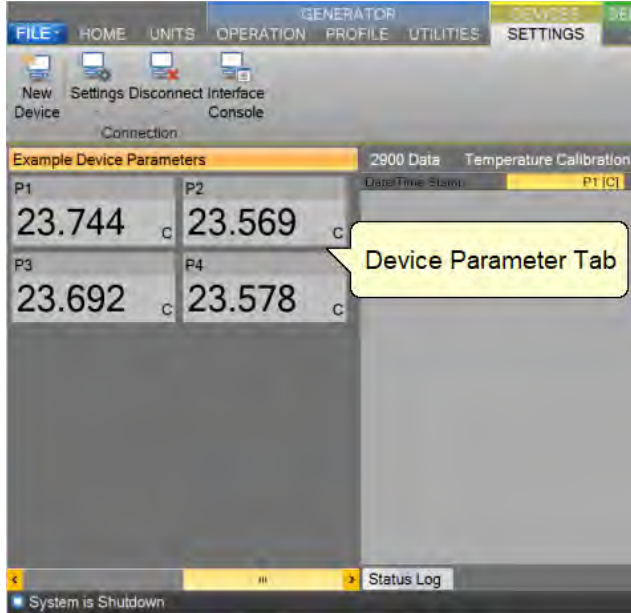 GENERATOR DEVICES
FILE HOME UNITS OPERATION PROFILE UTILITIES SETTINGS
New Device
Settings Disconnect Interface Console
Connection
Example Device Parameters
2900 Data Temperature Calibration
Date/Time Stamp P1 [C]
P1
23.744 C
P2
23.569 C
P3
23.692 C
P4
23.578 C
Device Parameter Tab
Status Log
System is Shutdown